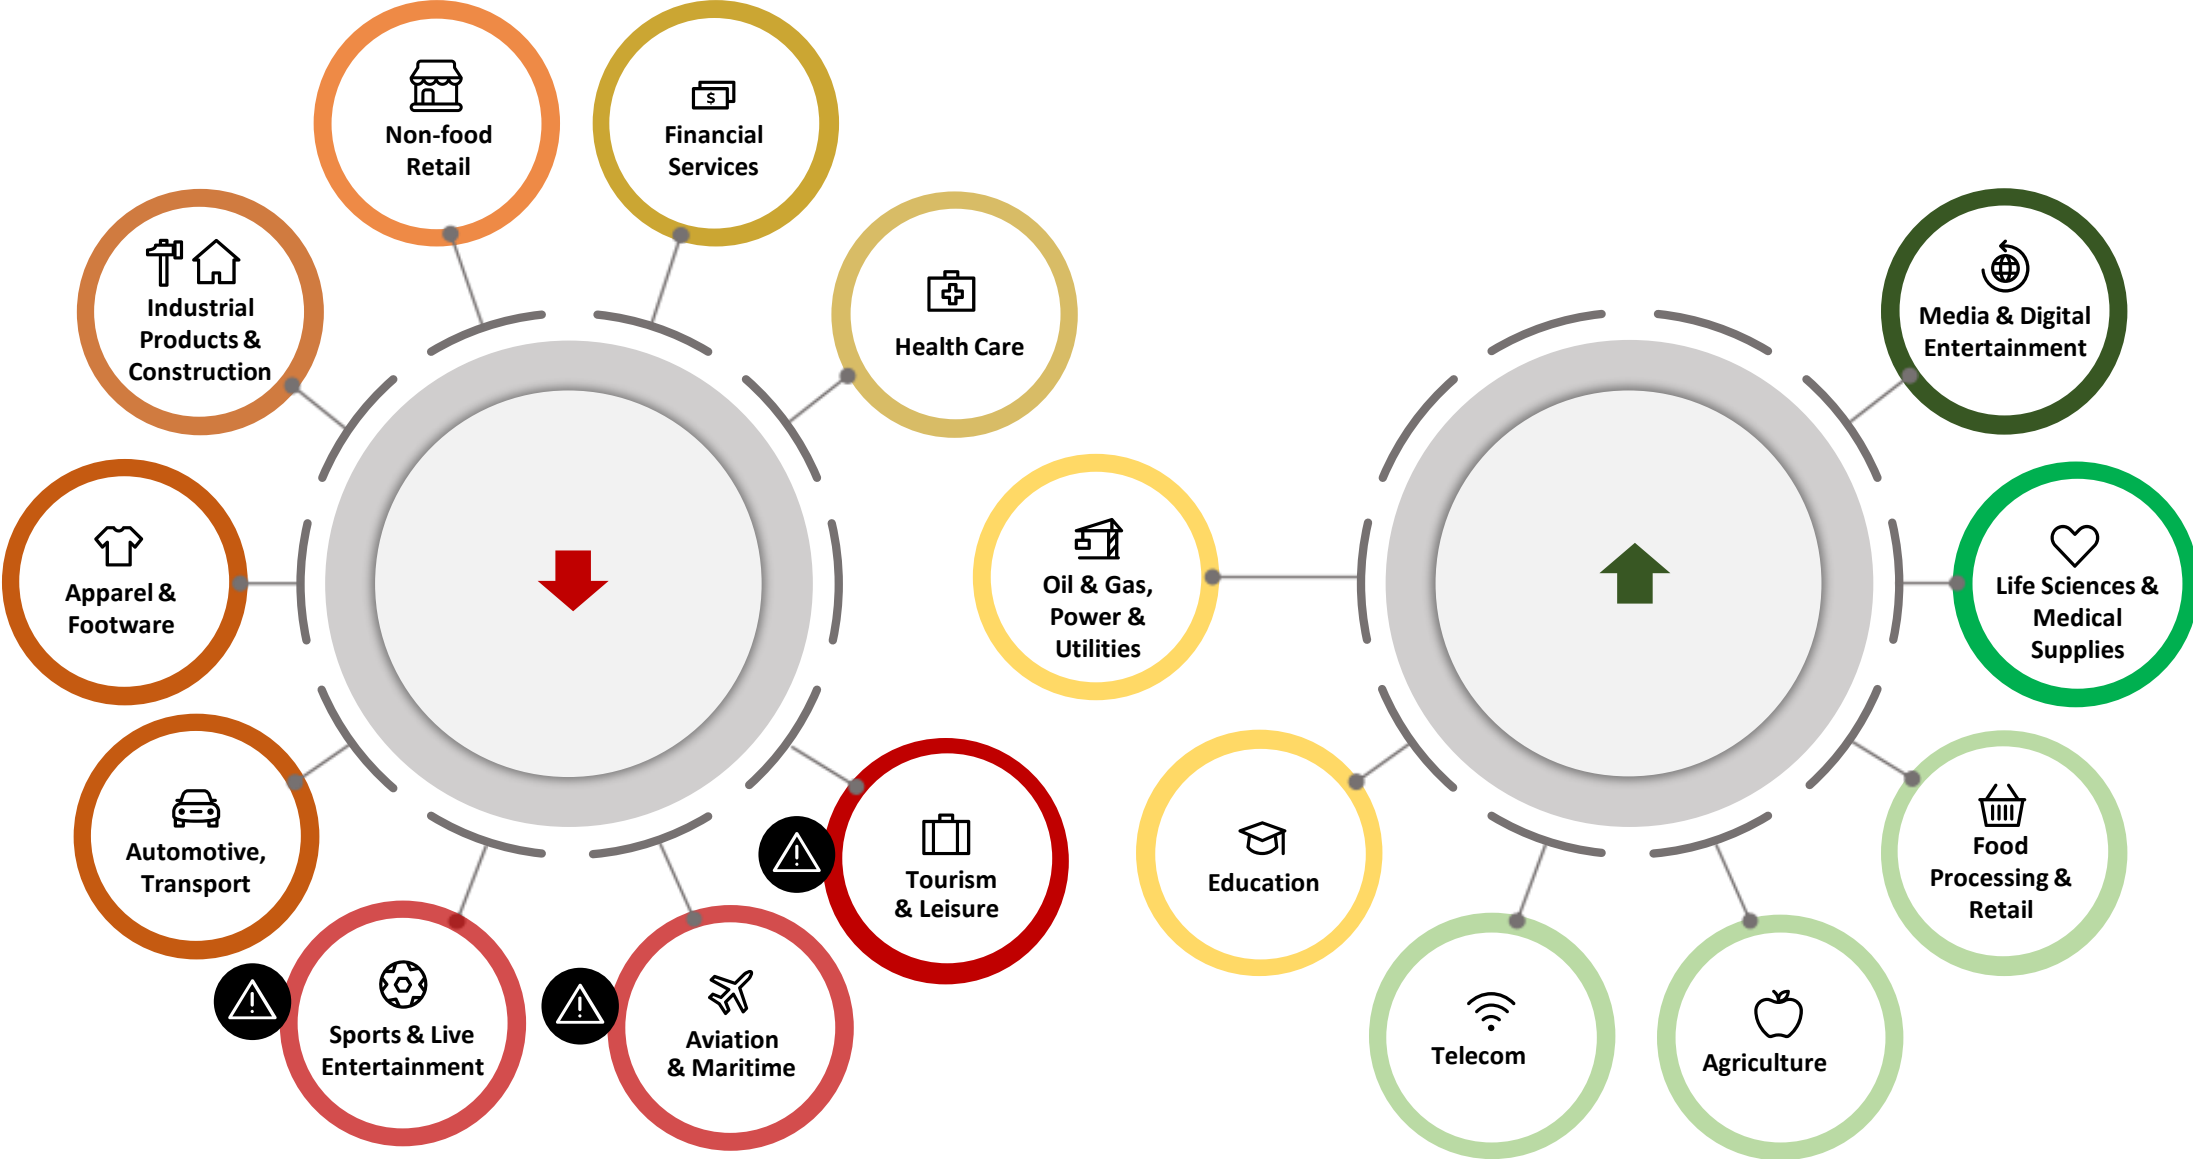 Non-food
Retail
Financial
Services
Industrial
Products &
Construction
Health Care
Apparel &
Footware
Automotive,
Transport
Sports & Live
Entertainment
Aviation
& Maritime
Tourism
& Leisure
Media & Digital
Entertainment
Oil & Gas,
Power &
Utilities
Life Sciences &
Medical
Supplies
Education
Food
Processing &
Retail
Telecom
Agriculture